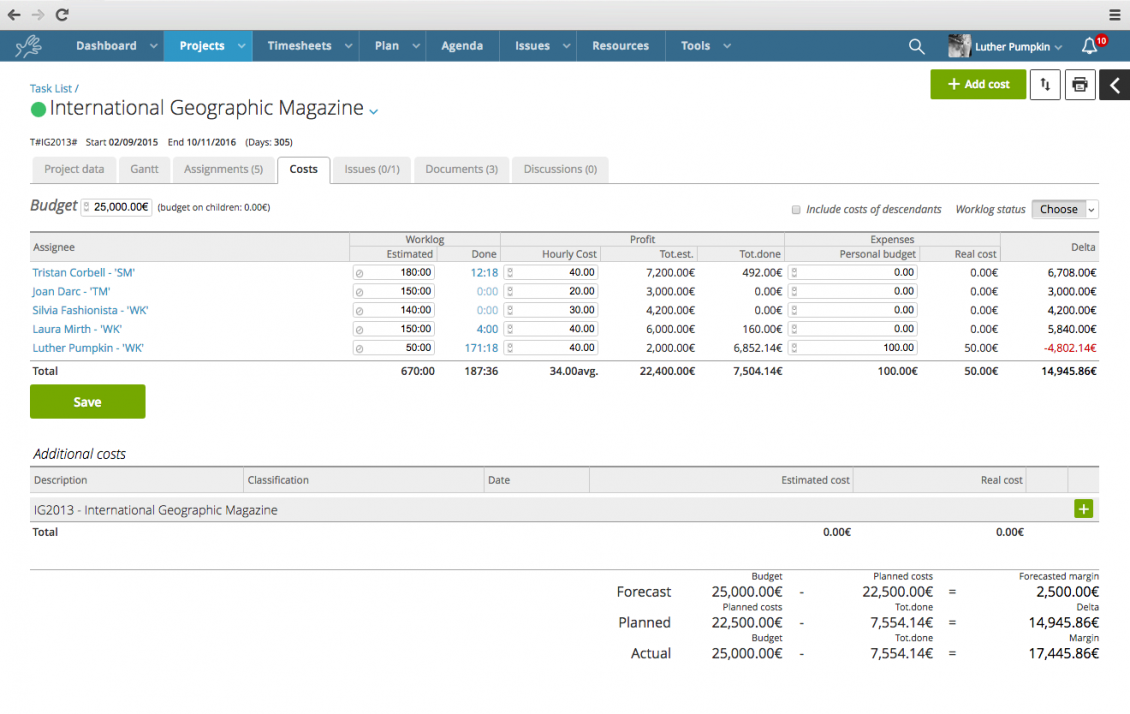 Dashboard Projects Timesheets Plan Agenda Issues Resources Tools Luther Pumpkin 10
Task List /
International Geographic Magazine
+ Add cost
T#IG2013# Start 02/09/2015 End 10/11/2016 (Days: 305)
Project data Gantt Assignments (5) Costs Issues (0/1) Documents (3) Discussions (0)
Budget 25,000.00€ (budget on children: 0.00€) Include costs of descendants Worklog status Choose
Assignee Worklog Profit Expenses Delta
Estimated Done Hourly Cost Tot.est. Tot.done Personal budget Real cost
Tristan Corbell - 'SM' 180:00 12:18 40.00 7,200.00€ 492.00€ 0.00 0.00€ 6,708.00€
Joan Darc - 'TM' 150:00 0:00 20.00 3,000.00€ 0.00€ 0.00 0.00€ 3,000.00€
Silvia Fashionista - 'WK' 140:00 0:00 30.00 4,200.00€ 0.00€ 0.00 0.00€ 4,200.00€
Laura Mirth - 'WK' 150:00 4:00 40.00 6,000.00€ 160.00€ 0.00 0.00€ 5,840.00€
Luther Pumpkin - 'WK' 50:00 171:18 40.00 2,000.00€ 6,852.14€ 100.00 50.00€ -4,802.14€
Total 670:00 187:36 34.00avg. 22,400.00€ 7,504.14€ 100.00€ 50.00€ 14,945.86€
Save
Additional costs
Description Classification Date Estimated cost Real cost
IG2013 - International Geographic Magazine +
Total 0.00€ 0.00€
Budget Planned costs Forecasted margin
Forecast 25,000.00€ - 22,500.00€ = 2,500.00€
Planned costs Tot.done Delta
Planned 22,500.00€ - 7,554.14€ = 14,945.86€
Budget Tot.done Margin
Actual 25,000.00€ - 7,554.14€ = 17,445.86€